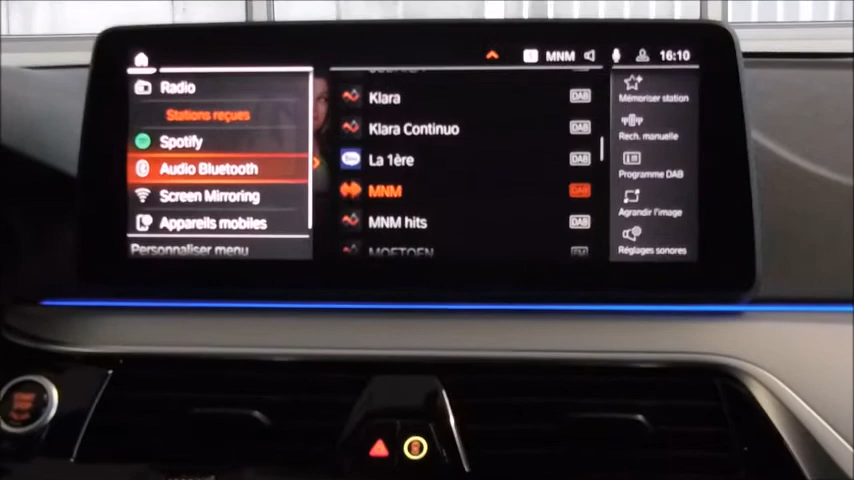 MNM
16:10
Radio
Stations reçues
Spotify
Audio Bluetooth
Screen Mirroring
Appareils mobiles
Personnaliser menu
Klara
DAB
Klara Continuo
DAB
La 1ère
DAB
MNM
DAB
MNM hits
DAB
MOETOEN
FM
Mémoriser station
Rech. manuelle
Programme DAB
Agrandir l'image
Réglages sonores